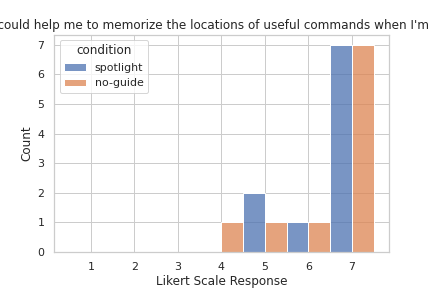 could help me to memorize the locations of useful commands when I'm
condition
spotlight
no-guide
7
6
5
4
3
2
1
0
Count
1 2 3 4 5 6 7
Likert Scale Response